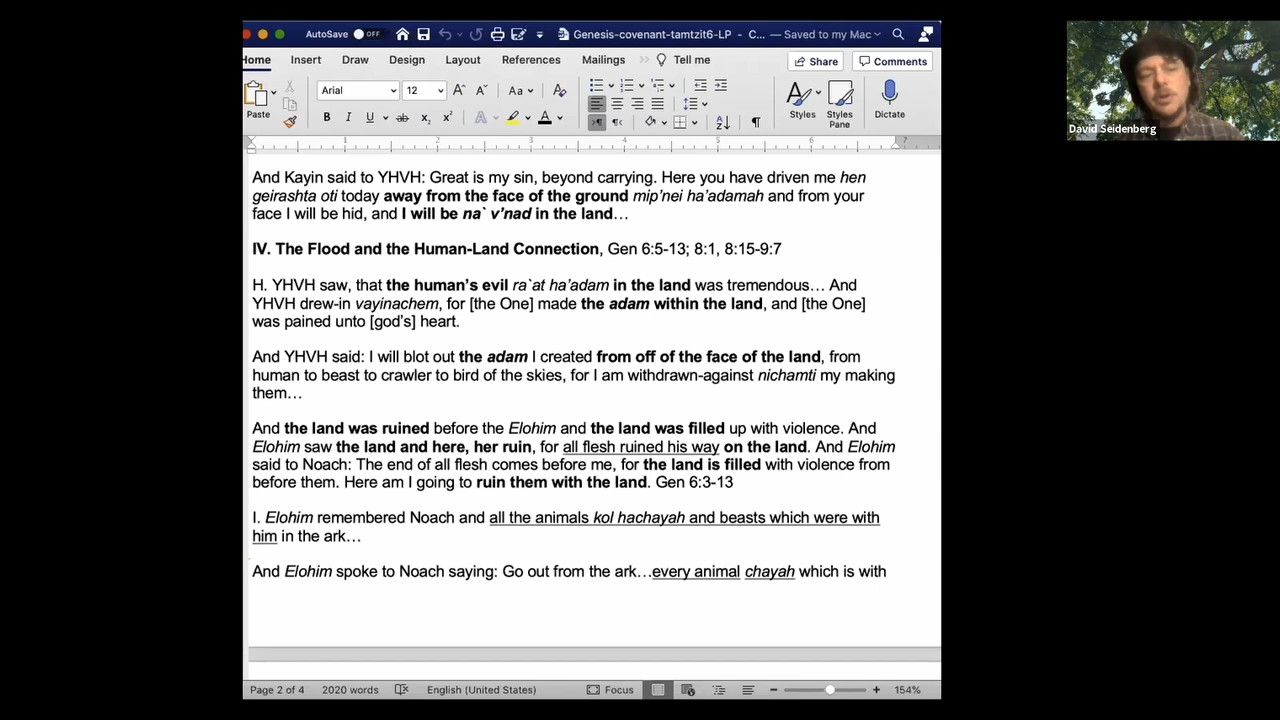 AutoSave OFF Genesis-covenant-tamtzit6-LP - C... — Saved to my Mac
Home Insert Draw Design Layout References Mailings >> Tell me Share Comments
Arial 12 Aa
Paste B I U ab x₂ x² A A Styles Styles Pane Dictate
1 2 3 4 5 6 7
And Kayin said to YHVH: Great is my sin, beyond carrying. Here you have driven me hen
geirashta oti today away from the face of the ground mip'nei ha'adamah and from your
face I will be hid, and I will be na` v'nad in the land…
IV. The Flood and the Human-Land Connection, Gen 6:5-13; 8:1, 8:15-9:7
H. YHVH saw, that the human's evil ra`at ha'adam in the land was tremendous… And
YHVH drew-in vayinachem, for [the One] made the adam within the land, and [the One]
was pained unto [god's] heart.
And YHVH said: I will blot out the adam I created from off of the face of the land, from
human to beast to crawler to bird of the skies, for I am withdrawn-against nichamti my making
them…
And the land was ruined before the Elohim and the land was filled up with violence. And
Elohim saw the land and here, her ruin, for all flesh ruined his way on the land. And Elohim
said to Noach: The end of all flesh comes before me, for the land is filled with violence from
before them. Here am I going to ruin them with the land. Gen 6:3-13
I. Elohim remembered Noach and all the animals kol hachayah and beasts which were with
him in the ark…
And Elohim spoke to Noach saying: Go out from the ark…every animal chayah which is with
Page 2 of 4 2020 words English (United States) Focus 154%
David Seidenberg